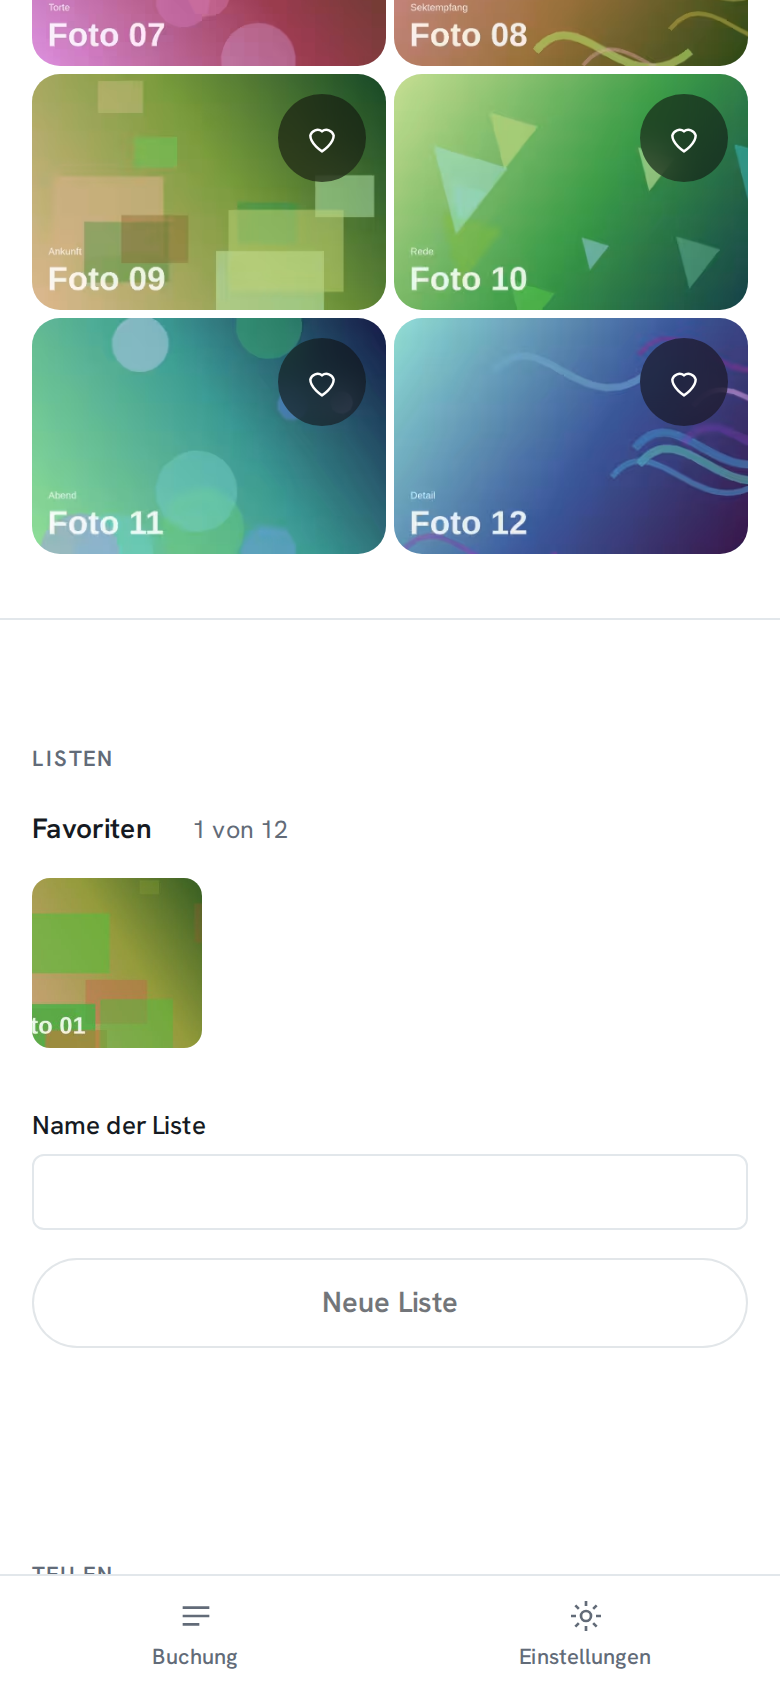 Torte
Foto 07
Sektempfang
Foto 08
Ankunft
Foto 09
Rede
Foto 10
Abend
Foto 11
Detail
Foto 12
LISTEN
Favoriten 1 von 12
to 01
Name der Liste
Neue Liste
TEILEN
Buchung
Einstellungen